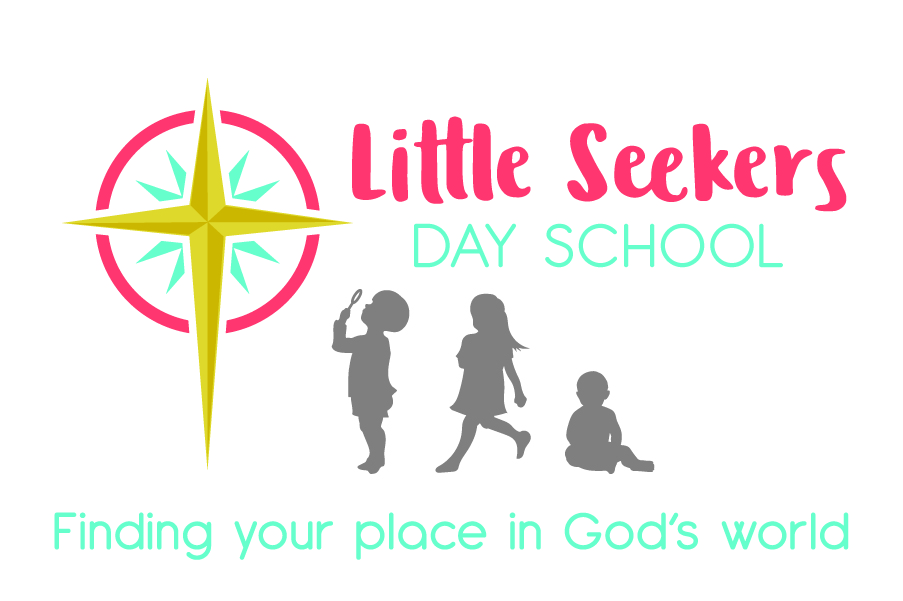 Little Seekers
DAY SCHOOL
Finding your place in God's world